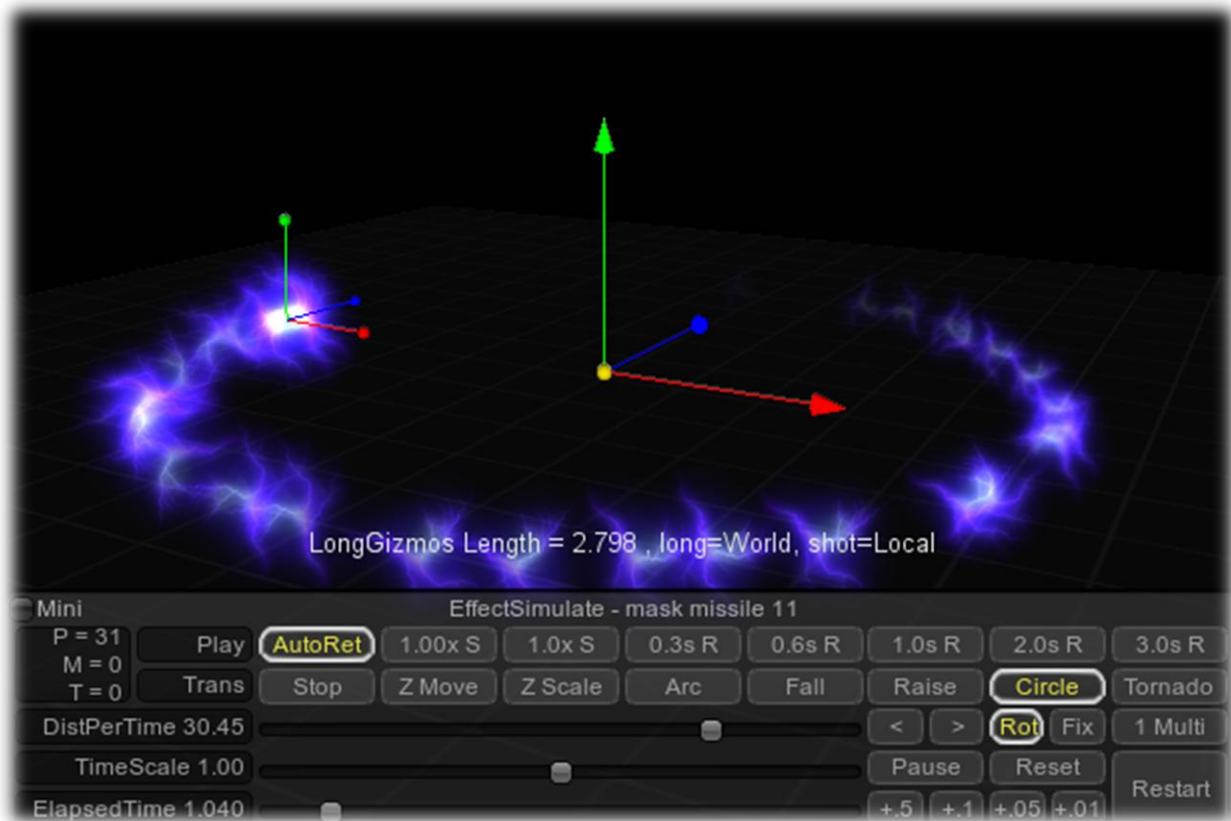 LongGizmos Length = 2.798 , long=World, shot=Local
Mini EffectSimulate - mask missile 11
P = 31
M = 0
T = 0
Play AutoRet 1.00x S 1.0x S 0.3s R 0.6s R 1.0s R 2.0s R 3.0s R
Trans Stop Z Move Z Scale Arc Fall Raise Circle Tornado
DistPerTime 30.45 < > Rot Fix 1 Multi
TimeScale 1.00 Pause Reset
Restart
ElapsedTime 1.040 +.5 +.1 +.05 +.01